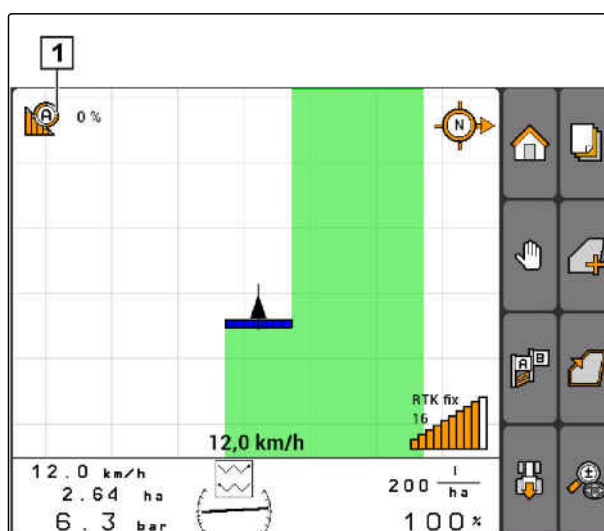 1
A
0 %
N
A B
RTK fix
16
12,0 km/h
12.0 km/h
2.64 ha
6.3 bar
200 l/ha
100 %